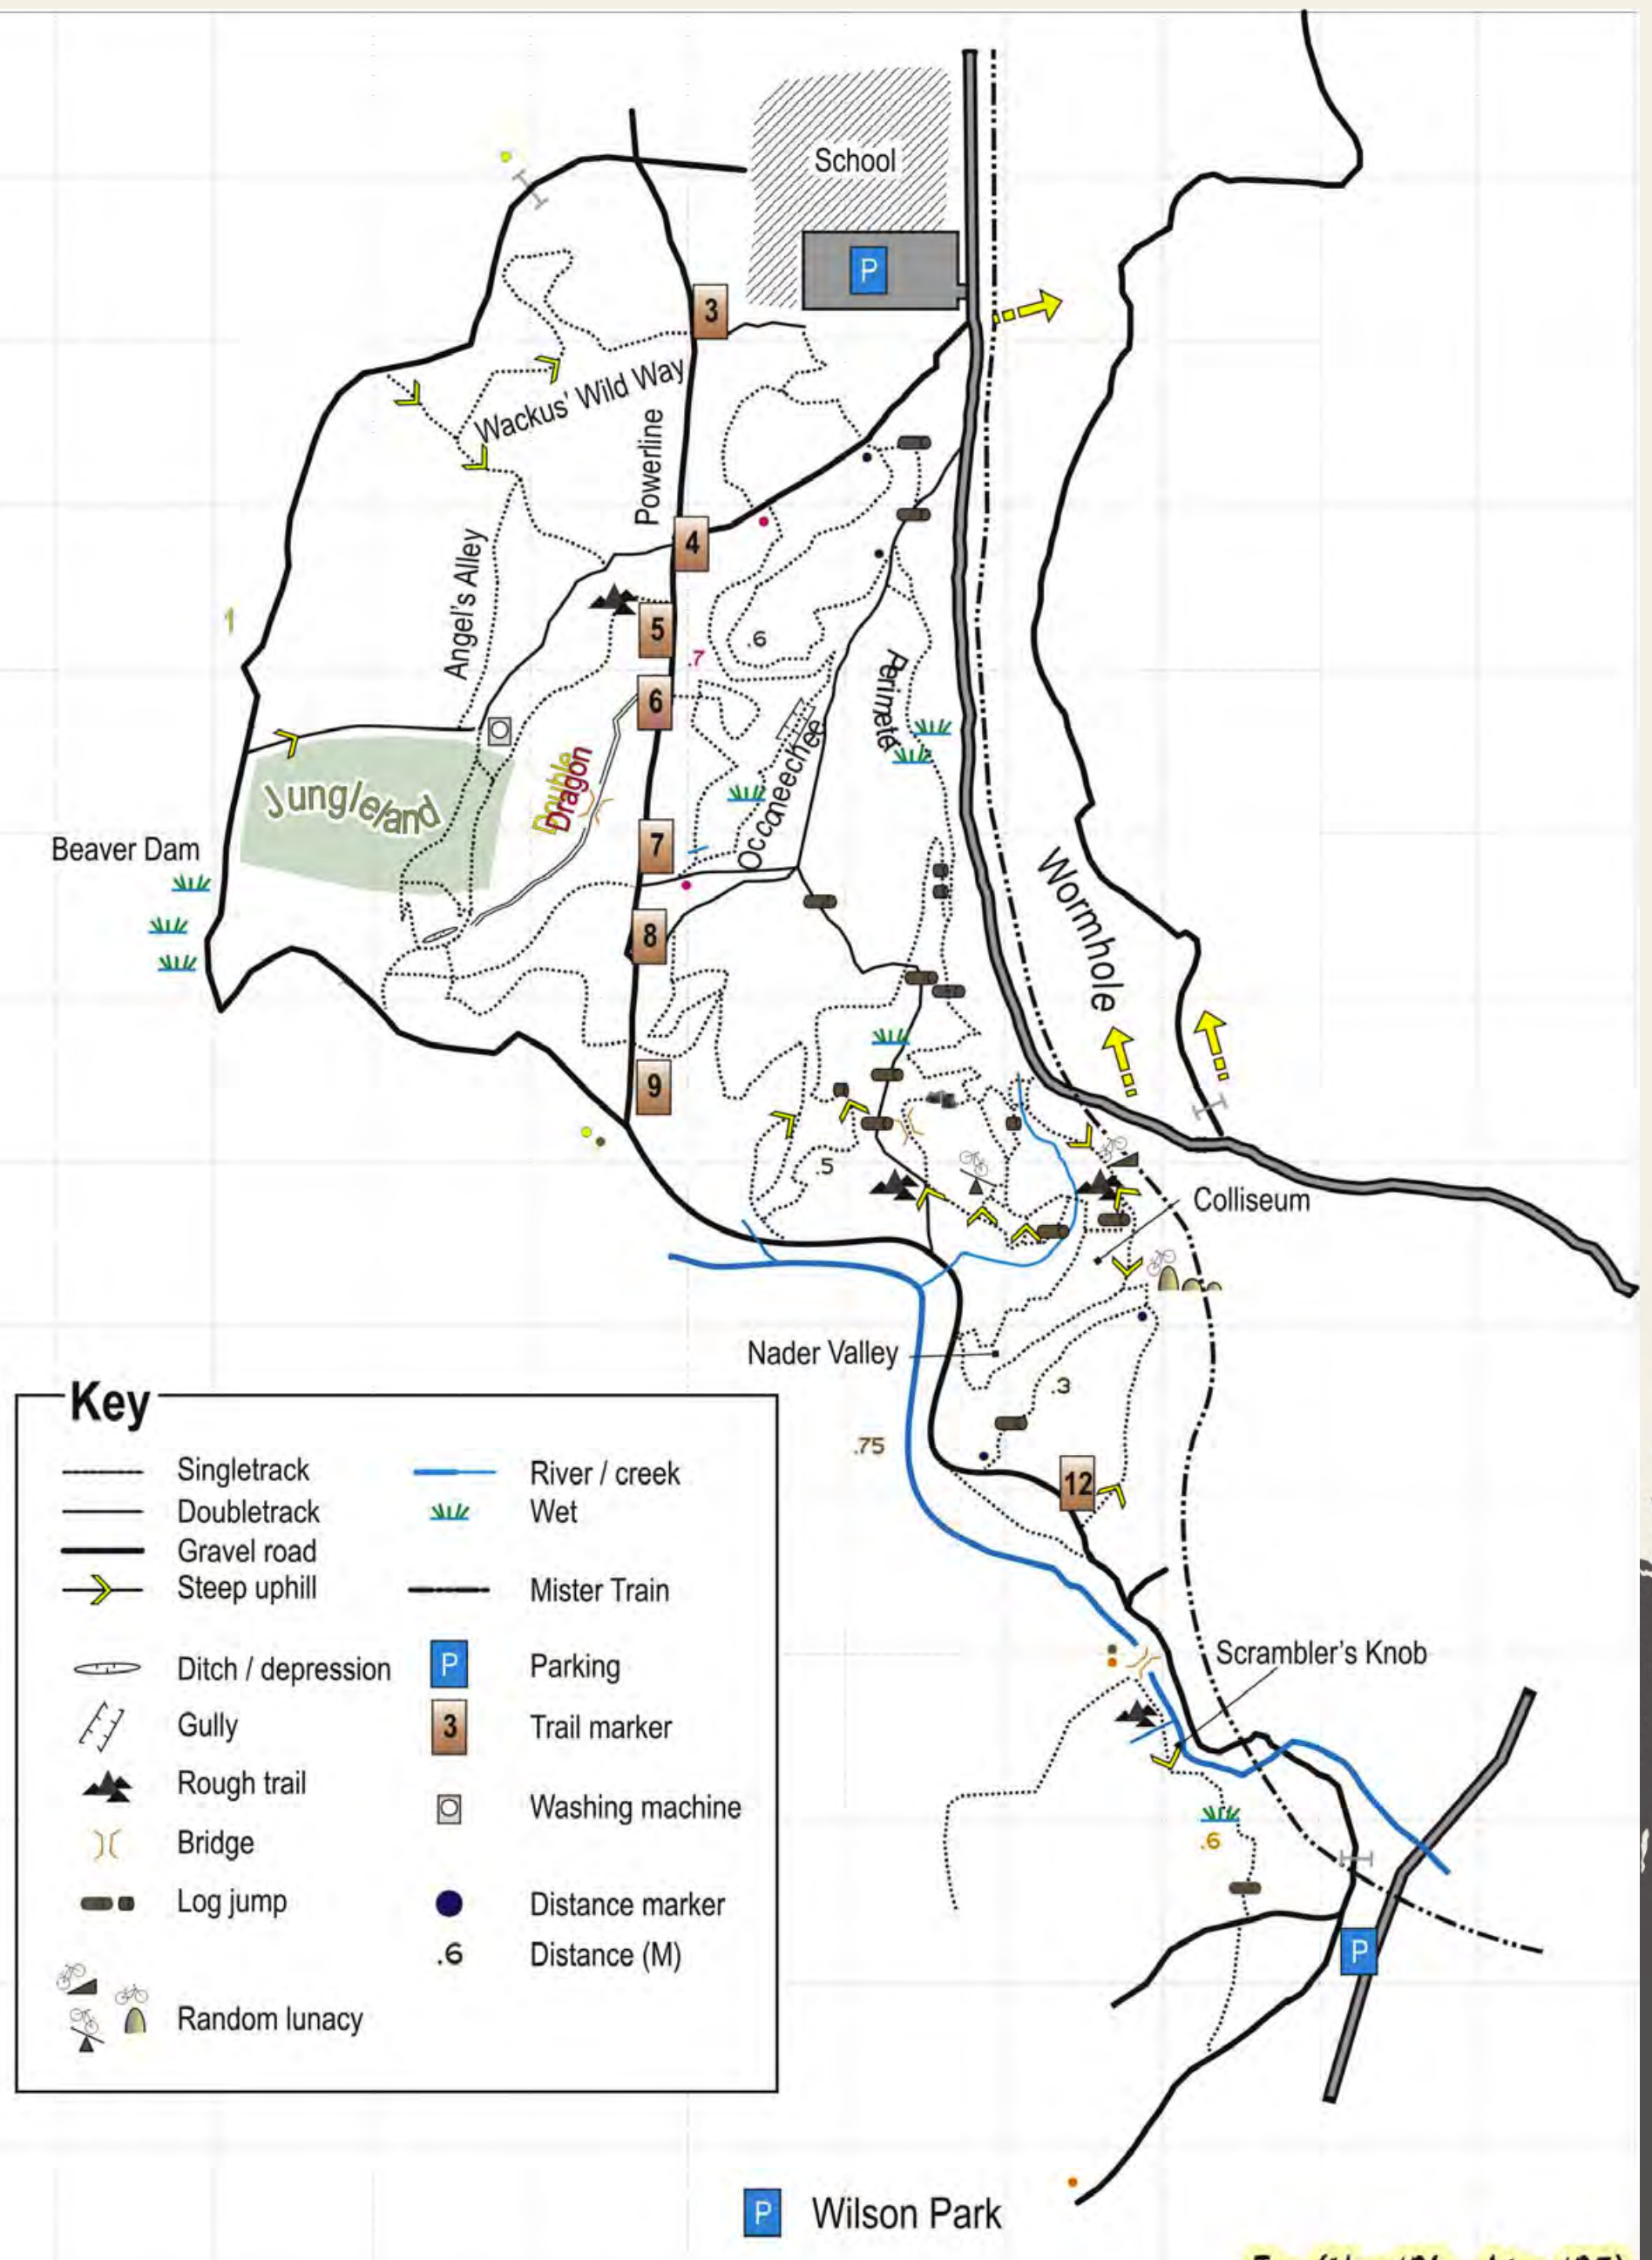 School
P
3
Wackus' Wild Way
Powerline
4
Angel's Alley
5
.6
.7
1
6
Perimeter
Double
Dragon
Occaneechee
Jungleland
7
Beaver Dam
Wormhole
8
9
.5
Colliseum
Nader Valley
.3
.75
12
Key
Singletrack
Doubletrack
Gravel road
Steep uphill
Ditch / depression
Gully
Rough trail
Bridge
Log jump
Random lunacy
River / creek
Wet
Mister Train
P Parking
3 Trail marker
Washing machine
Distance marker
.6 Distance (M)
Scrambler's Knob
.6
P
P Wilson Park